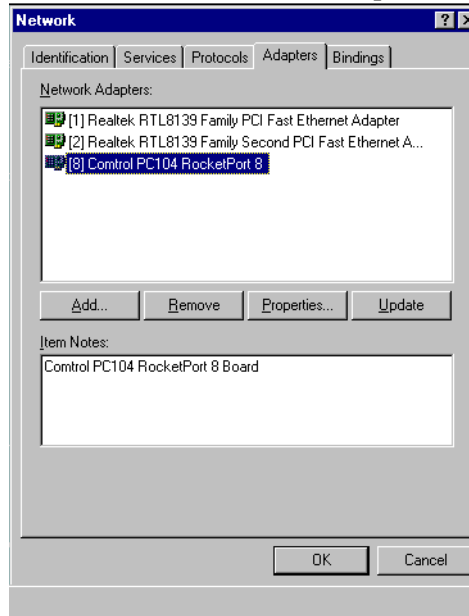 Network
Identification Services Protocols Adapters Bindings
Network Adapters:
[1] Realtek RTL8139 Family PCI Fast Ethernet Adapter
[2] Realtek RTL8139 Family Second PCI Fast Ethernet A...
[8] Comtrol PC104 RocketPort 8
Add... Remove Properties... Update
Item Notes:
Comtrol PC104 RocketPort 8 Board
OK Cancel